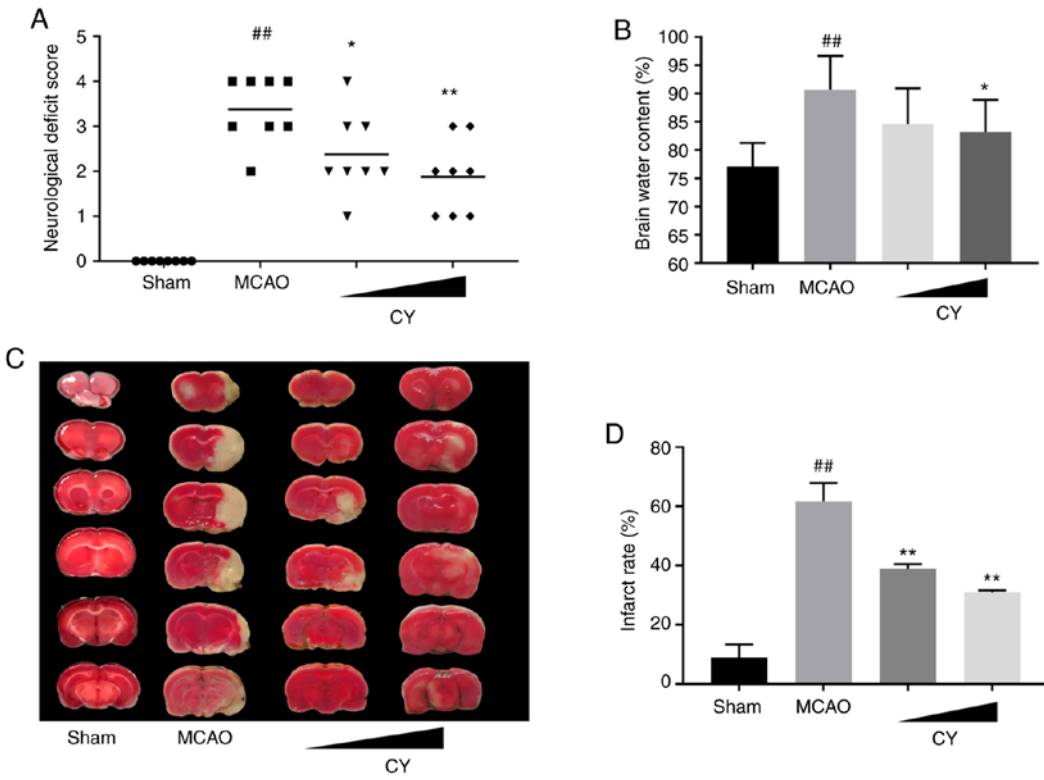 A
Neurological deficit score
5
4
3
2
1
0
##
*
**
Sham MCAO
CY
B
Brain water content (%)
100
95
90
85
80
75
70
65
60
##
*
Sham MCAO
CY
C
Sham MCAO
CY
D
Infarct rate (%)
80
60
40
20
0
##
**
**
Sham MCAO
CY